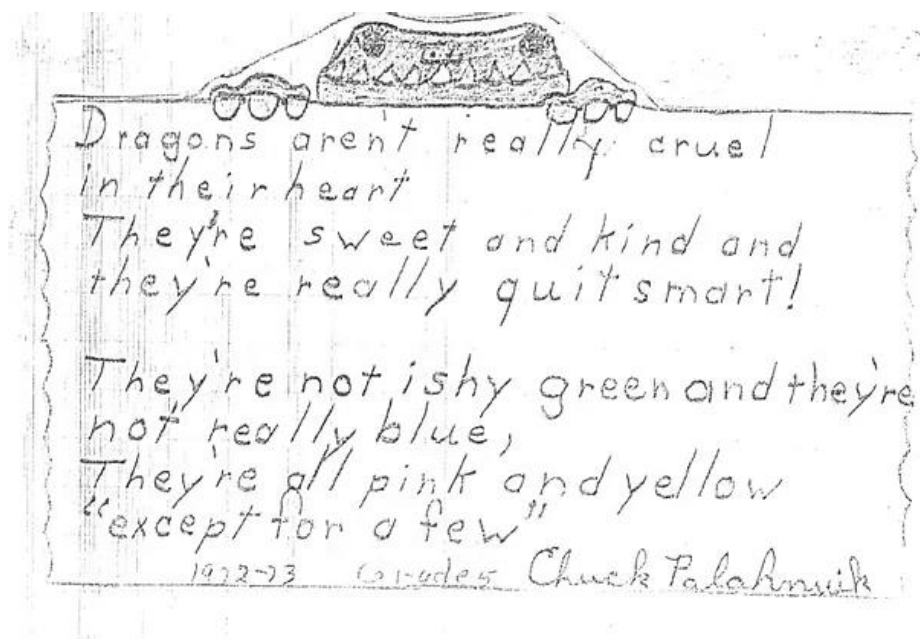 Dragons aren't really cruel
in their heart
They're sweet and kind and
they're really quit smart!
They're not ishy green and they're
not really blue,
They're all pink and yellow
"except for a few"
1972-73 Grade 5 Chuck Palahnuik